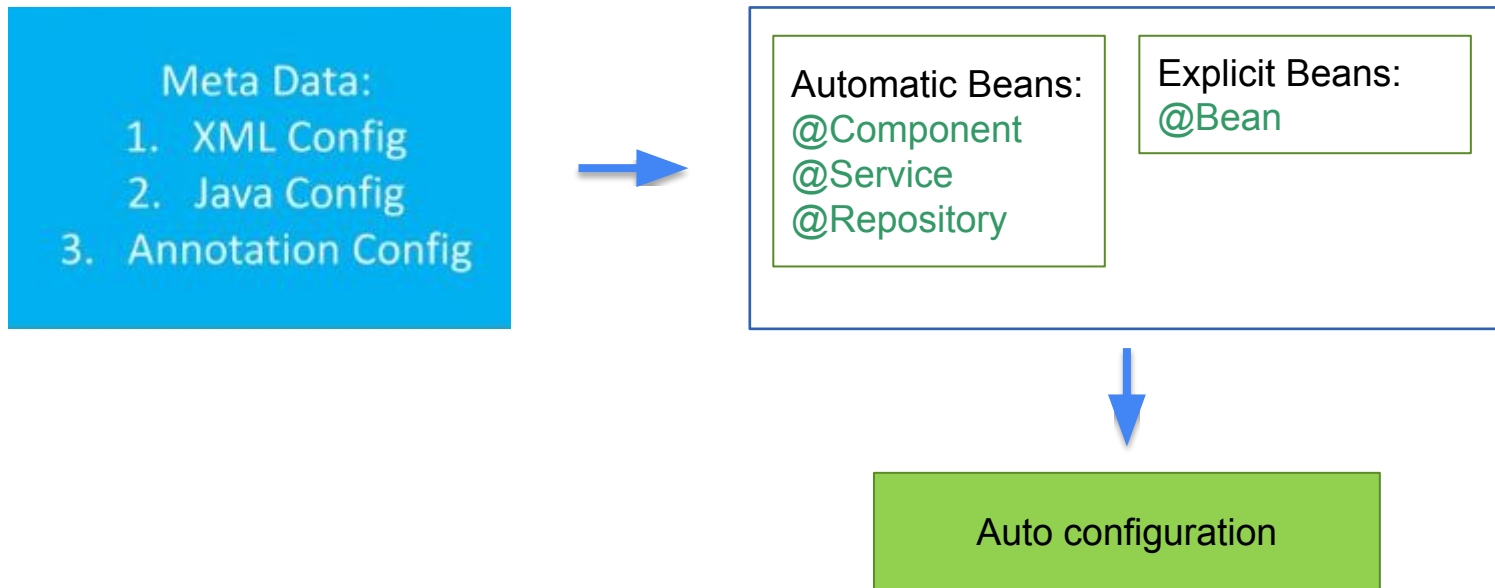 Meta Data:
1. XML Config
2. Java Config
3. Annotation Config
Automatic Beans:
@Component
@Service
@Repository
Explicit Beans:
@Bean
Auto configuration